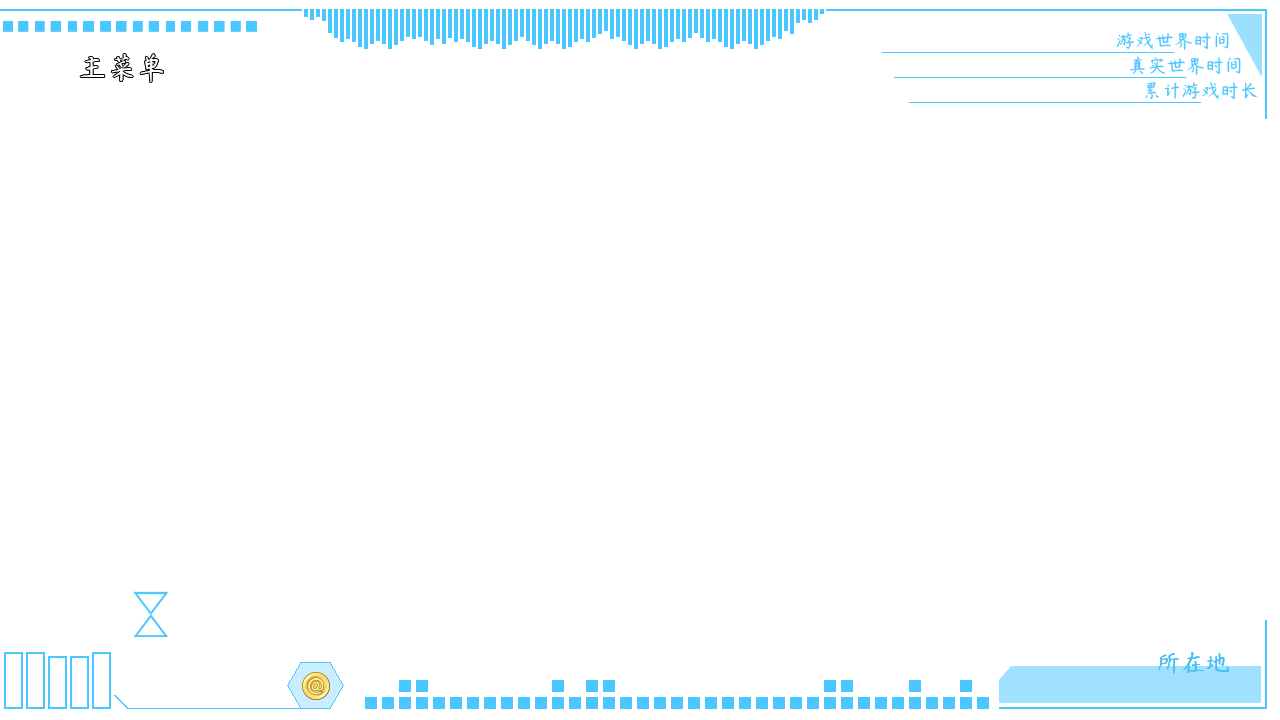 主菜单
游戏世界时间
真实世界时间
累计游戏时长
所在地